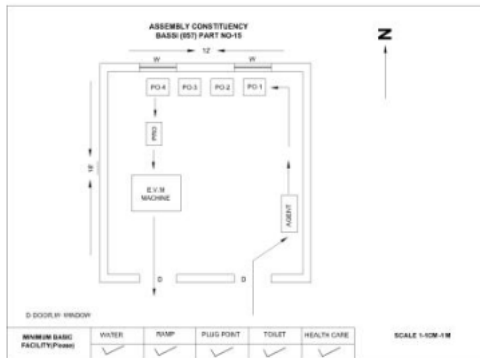 ASSEMBLY CONSTITUENCY
BASSI (057) PART NO-15
12'
N
W
W
PO-4
PO-3
PO-2
PO-1
PRO
E.V.M
MACHINE
AGENT
D
D
D-DOOR,W- WINDOW
MINIMUM BASIC
FACILITY(Please)
WATER
RAMP
PLUG POINT
TOILET
HEALTH CARE
SCALE 1-1CM-1M